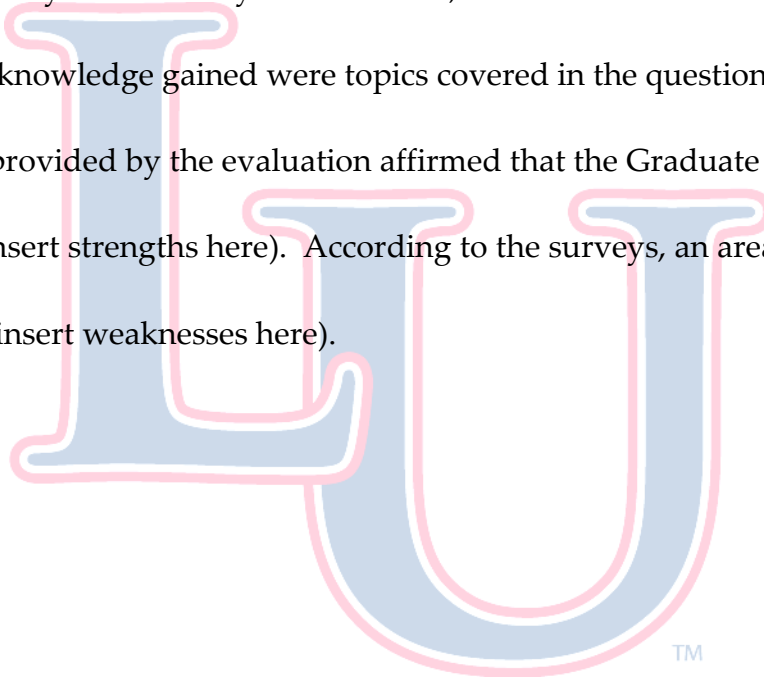 knowledge gained were topics covered in the question
provided by the evaluation affirmed that the Graduate
nsert strengths here). According to the surveys, an area
insert weaknesses here).
LU
TM